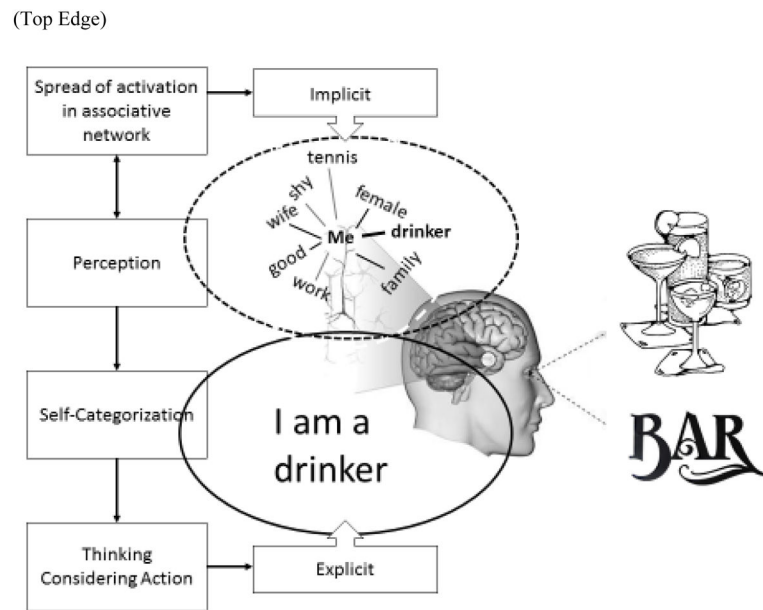 (Top Edge)
Spread of activation
in associative
network
Implicit
tennis
shy
female
wife
Me
drinker
good
family
work
Perception
Self-Categorization
I am a
drinker
BAR
Thinking
Considering Action
Explicit